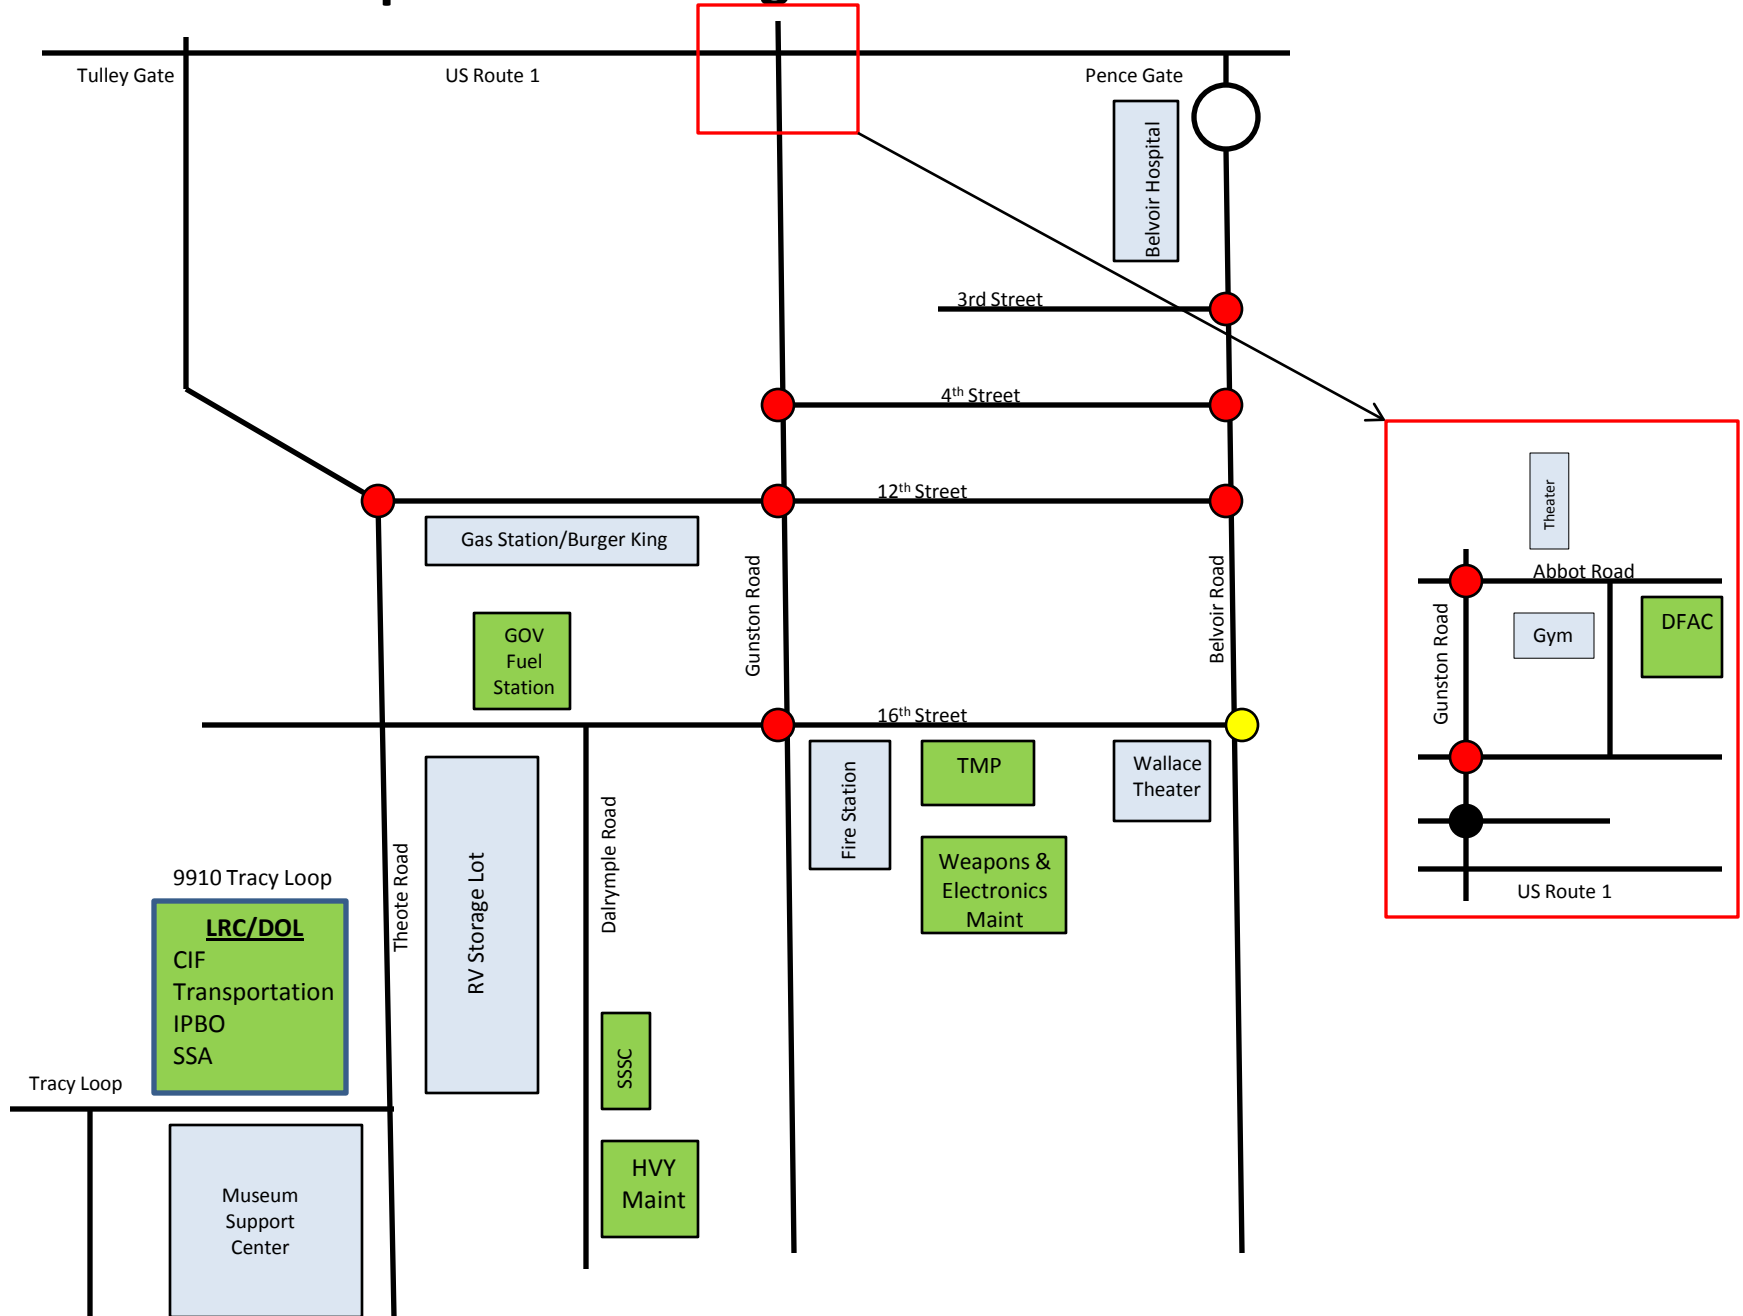 Tulley Gate
US Route 1
Pence Gate
Belvoir Hospital
3rd Street
4th Street
12th Street
Gas Station/Burger King
Gunston Road
Belvoir Road
GOV
Fuel
Station
16th Street
Fire Station
TMP
Wallace
Theater
Weapons &
Electronics
Maint
RV Storage Lot
Dalrymple Road
Theote Road
9910 Tracy Loop
LRC/DOL
CIF
Transportation
IPBO
SSA
SSSC
Tracy Loop
HVY
Maint
Museum
Support
Center
Theater
Abbot Road
Gunston Road
Gym
DFAC
US Route 1